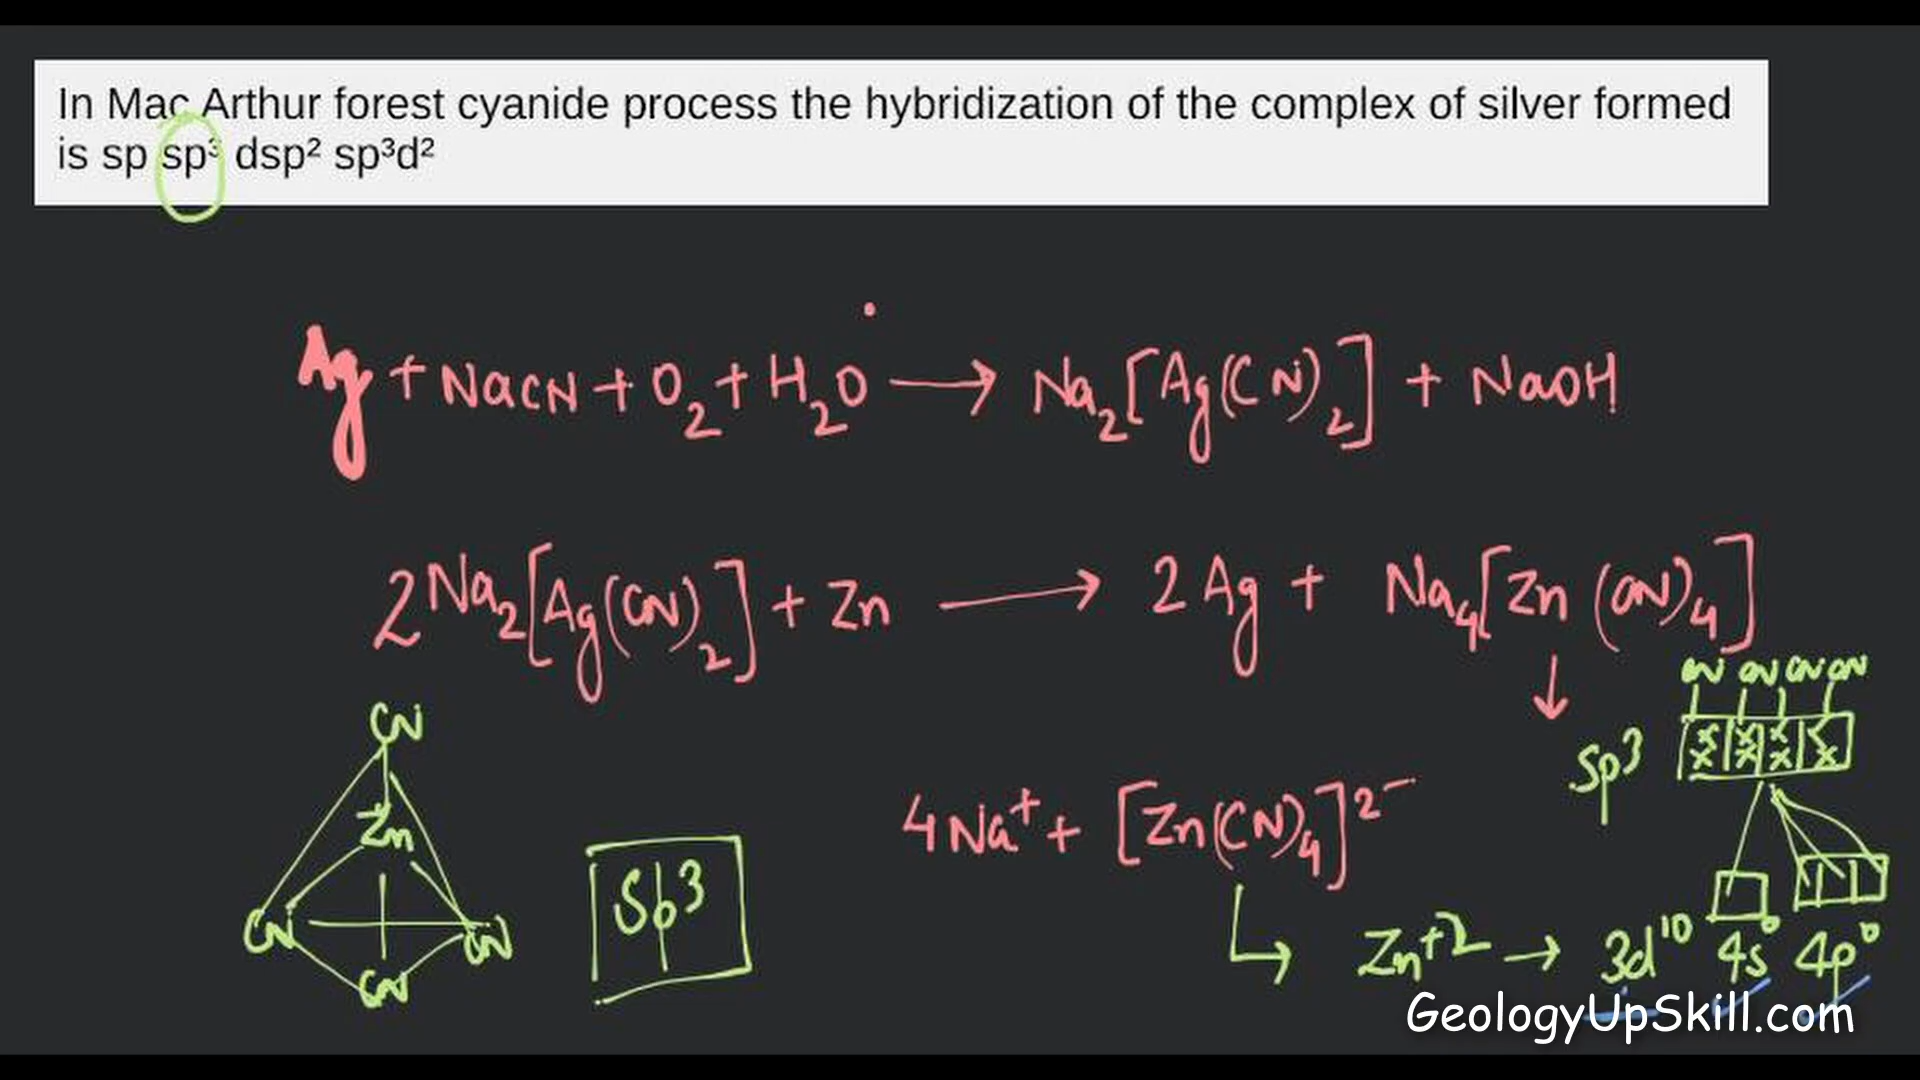 In Mac Arthur forest cyanide process the hybridization of the complex of silver formed
is sp sp³ dsp² sp³d²
Ag + NaCN + O₂ + H₂O → Na₂[Ag(CN)₂] + NaOH
2Na₂[Ag(CN)₂] + Zn → 2Ag + Na₄[Zn(CN)₄]
↓
CN CN CN CN
sp³
CN
Zn
CN CN
CN
sp³
4Na⁺ + [Zn(CN)₄]²⁻
Zn⁺² → 3d¹⁰ 4s⁰ 4p⁰
GeologyUpSkill.com